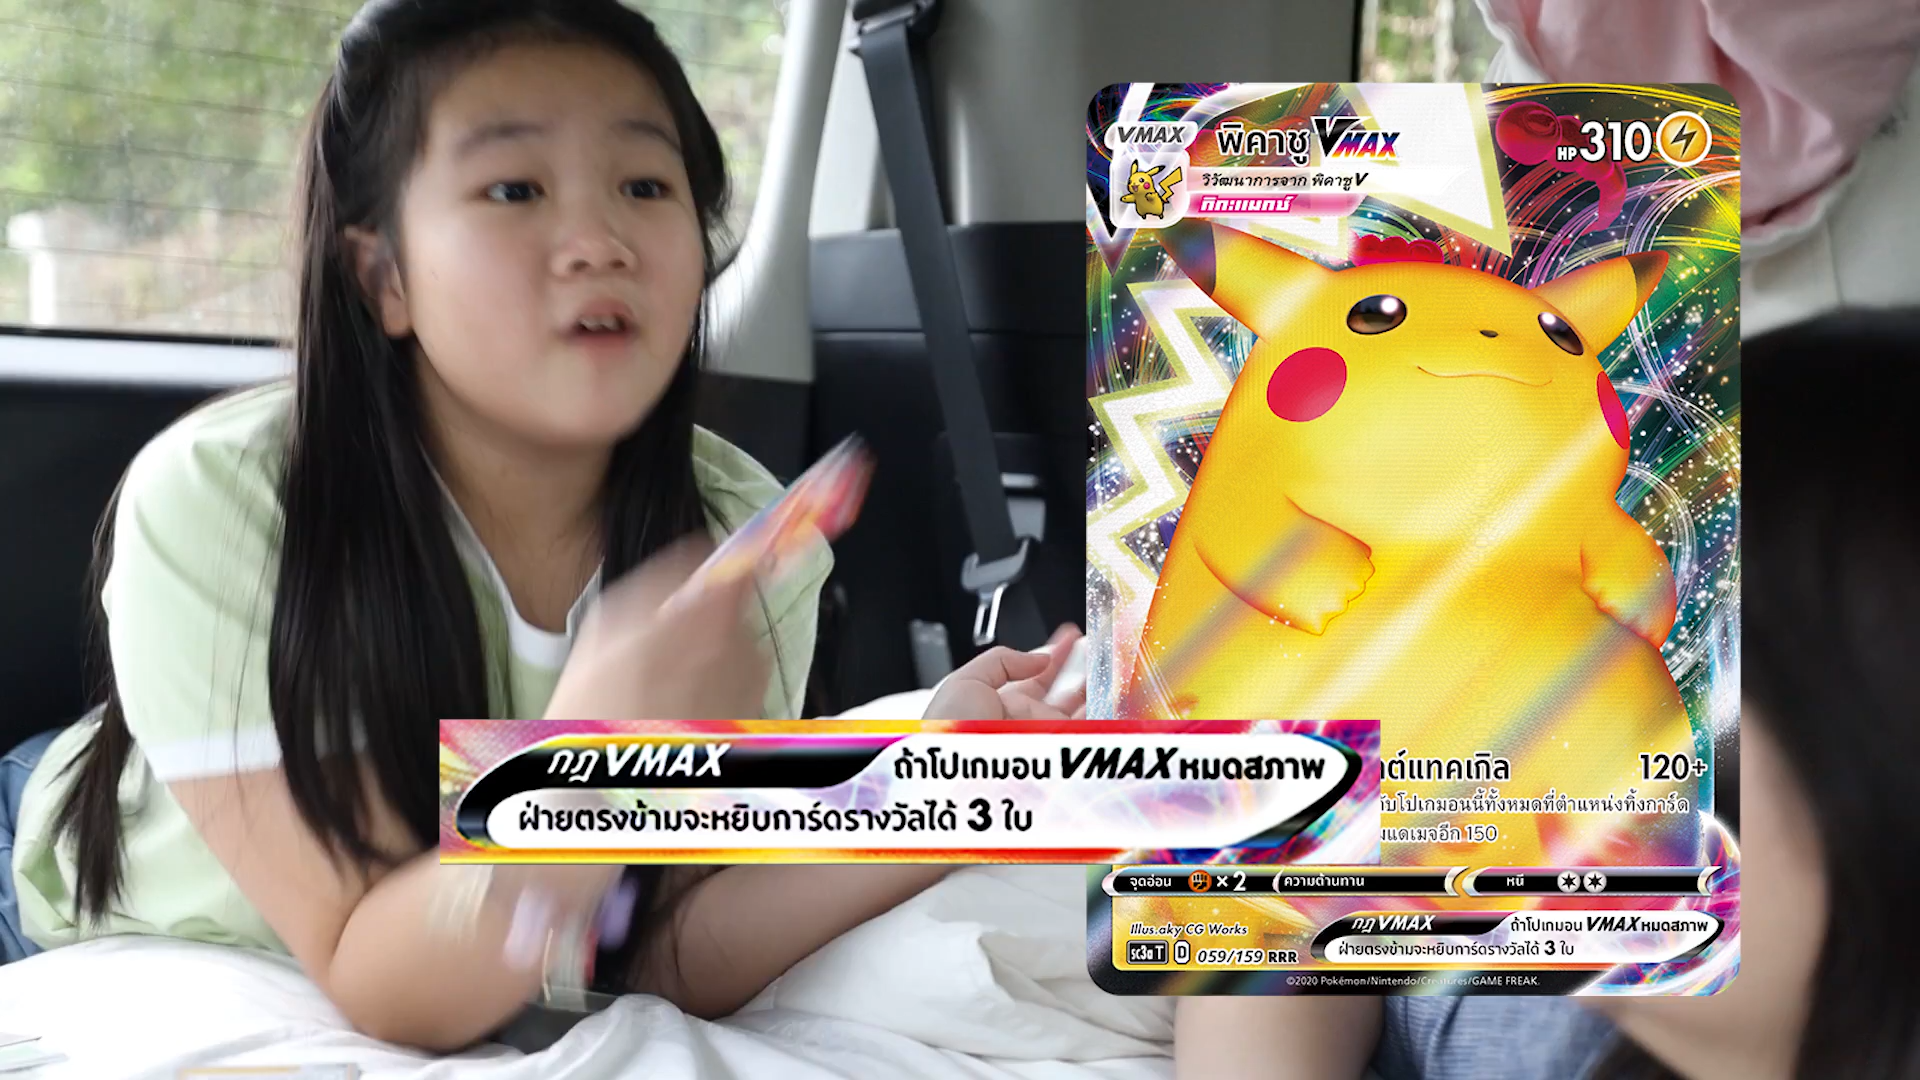 VMAX
พิคาชู VMAX
HP 310
วิวัฒนาการจาก พิคาชู V
คิกะแมกซ์
กฎ VMAX ถ้าโปเกมอน VMAX หมดสภาพ
ฝ่ายตรงข้ามจะหยิบการ์ดรางวัลได้ 3 ใบ
ต์แทคเกิล 120+
กับโปเกมอนนี้ทั้งหมดที่ตำแหน่งทิ้งการ์ด
มแดเมจอีก 150
จุดอ่อน ×2 ความต้านทาน หนี
Illus.aky CG Works
sc3a T D 059/159 RRR
กฎ VMAX ถ้าโปเกมอน VMAX หมดสภาพ
ฝ่ายตรงข้ามจะหยิบการ์ดรางวัลได้ 3 ใบ
©2020 Pokémon/Nintendo/Creatures/GAME FREAK.